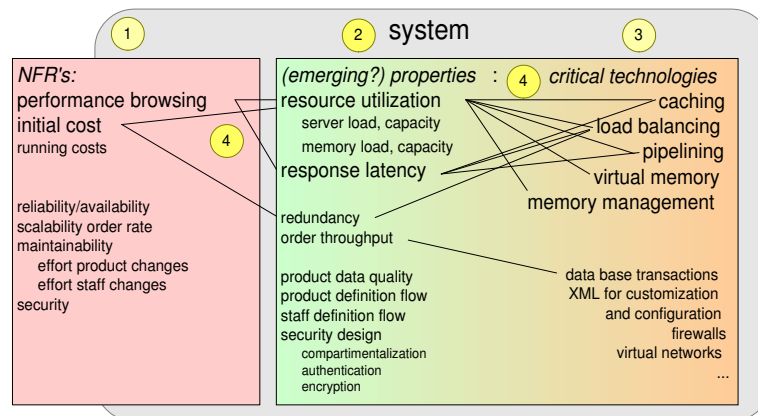 1
2
system
3
NFR's:
performance browsing
initial cost
running costs
4
reliability/availability
scalability order rate
maintainability
effort product changes
effort staff changes
security
(emerging?) properties :
4
critical technologies
resource utilization
server load, capacity
memory load, capacity
response latency
redundancy
order throughput
product data quality
product definition flow
staff definition flow
security design
compartimentalization
authentication
encryption
caching
load balancing
pipelining
virtual memory
memory management
data base transactions
XML for customization
and configuration
firewalls
virtual networks
...